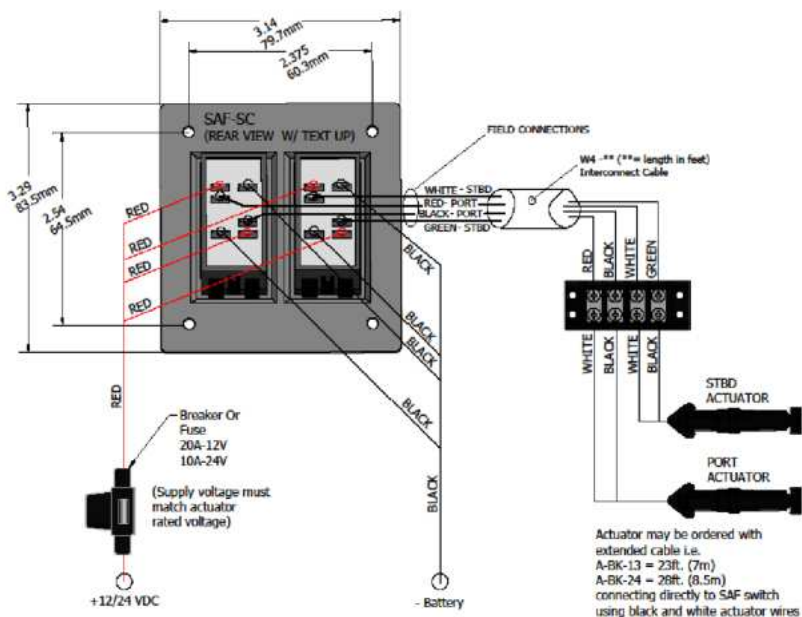 3.14
79.7mm
2.375
60.3mm
SAF-SC
(REAR VIEW W/ TEXT UP)
3.29
83.5mm
2.54
64.5mm
FIELD CONNECTIONS
W4 -** (**= length in feet)
Interconnect Cable
WHITE - STBD
RED- PORT
BLACK- PORT
GREEN- STBD
RED
RED
RED
RED
BLACK
BLACK
BLACK
BLACK
RED
BLACK
WHITE
GREEN
WHITE
BLACK
WHITE
BLACK
STBD
ACTUATOR
PORT
ACTUATOR
RED
Breaker Or
Fuse
20A-12V
10A-24V
(Supply voltage must
match actuator
rated voltage)
BLACK
+12/24 VDC
- Battery
Actuator may be ordered with
extended cable i.e.
A-BK-13 = 23ft. (7m)
A-BK-24 = 28ft. (8.5m)
connecting directly to SAF switch
using black and white actuator wires